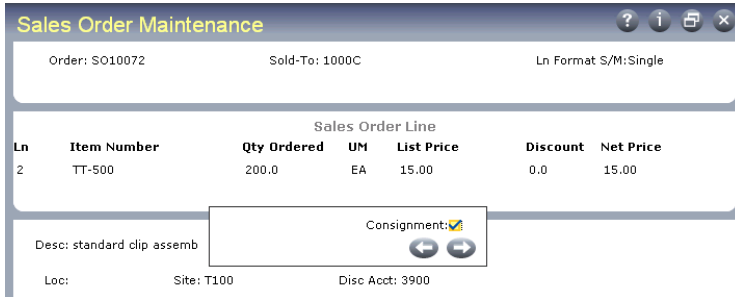 Sales Order Maintenance
Order: SO10072 Sold-To: 1000C Ln Format S/M:Single
Sales Order Line
Ln Item Number Qty Ordered UM List Price Discount Net Price
2 TT-500 200.0 EA 15.00 0.0 15.00
Consignment:
Desc: standard clip assemb
Loc: Site: T100 Disc Acct: 3900